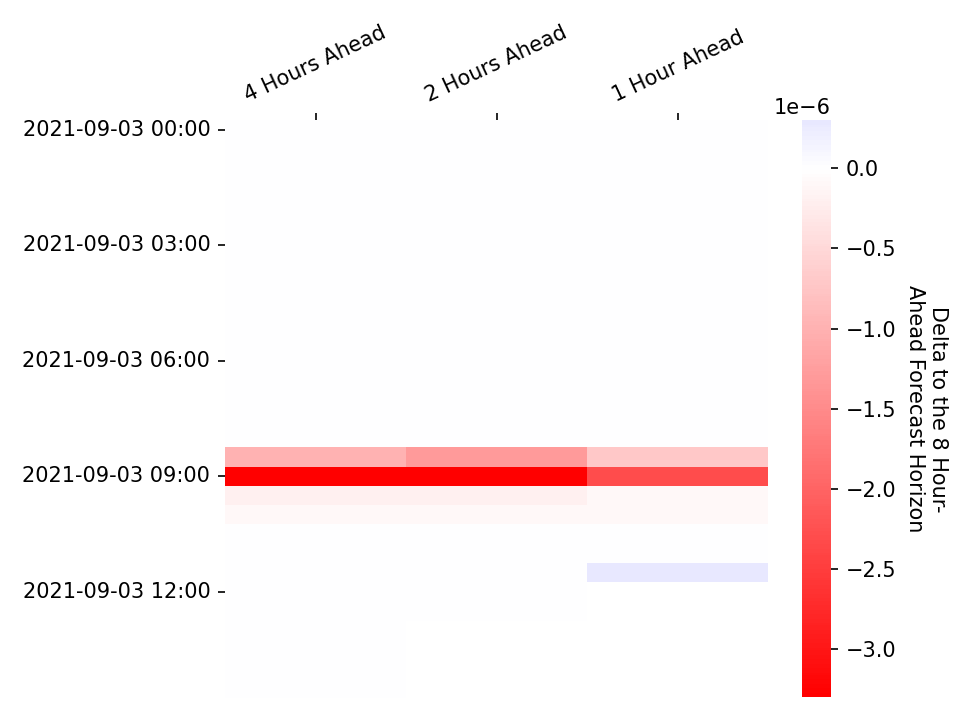 4 Hours Ahead
2 Hours Ahead
1 Hour Ahead
2021-09-03 00:00
2021-09-03 03:00
2021-09-03 06:00
2021-09-03 09:00
2021-09-03 12:00
1e−6
0.0
−0.5
−1.0
−1.5
−2.0
−2.5
−3.0
Delta to the 8 Hour-
Ahead Forecast Horizon